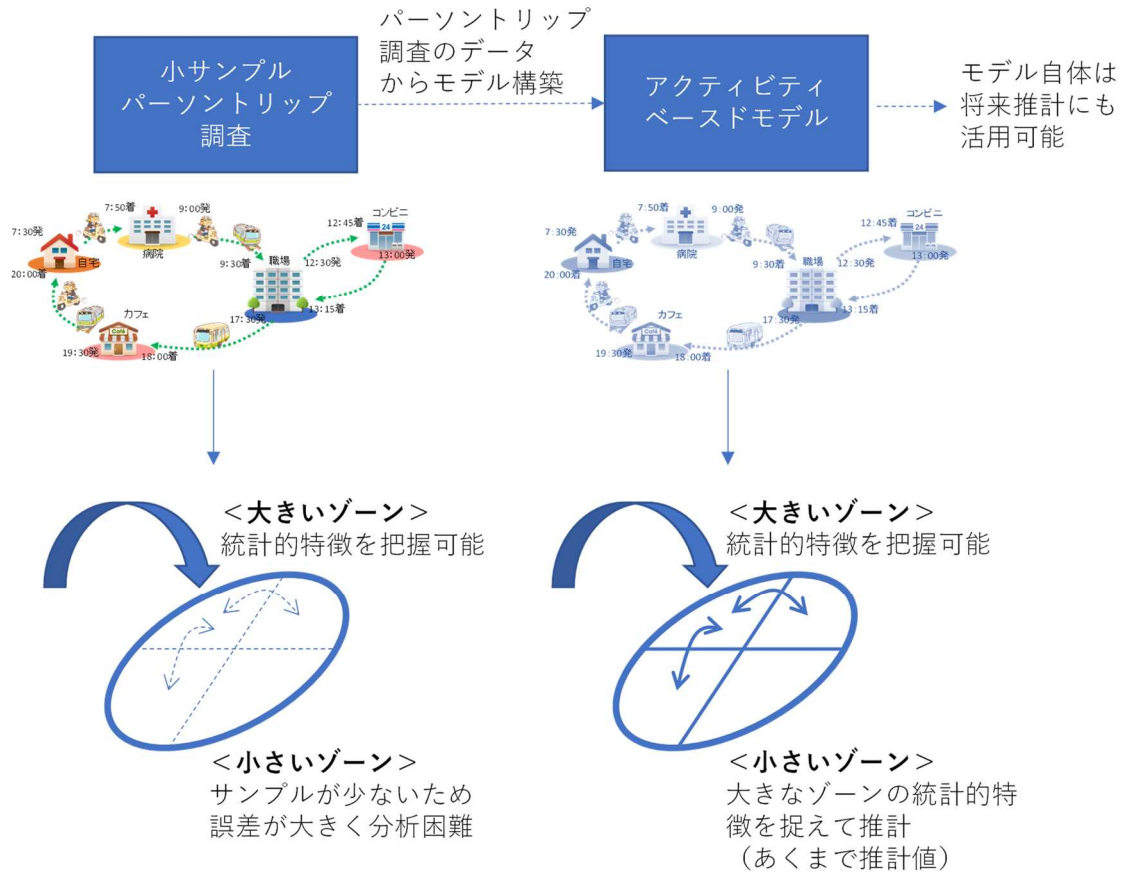 パーソントリップ
調査のデータ
からモデル構築
小サンプル
パーソントリップ
調査
アクティビティ
ベースドモデル
モデル自体は
将来推計にも
活用可能
7:50着
9:00発
12:45着
コンビニ
24
7:30発
病院
13:00発
自宅
9:30着
職場
12:30発
20:00着
カフェ
17:30発
13:15着
Café
19:30発
18:00着
7:50着
9:00発
12:45着
コンビニ
24
7:30発
病院
13:00発
自宅
9:30着
職場
12:30発
20:00着
カフェ
17:30発
13:15着
Café
19:30発
18:00着
＜大きいゾーン＞
統計的特徴を把握可能
＜小さいゾーン＞
サンプルが少ないため
誤差が大きく分析困難
＜大きいゾーン＞
統計的特徴を把握可能
＜小さいゾーン＞
大きなゾーンの統計的特
徴を捉えて推計
（あくまで推計値）